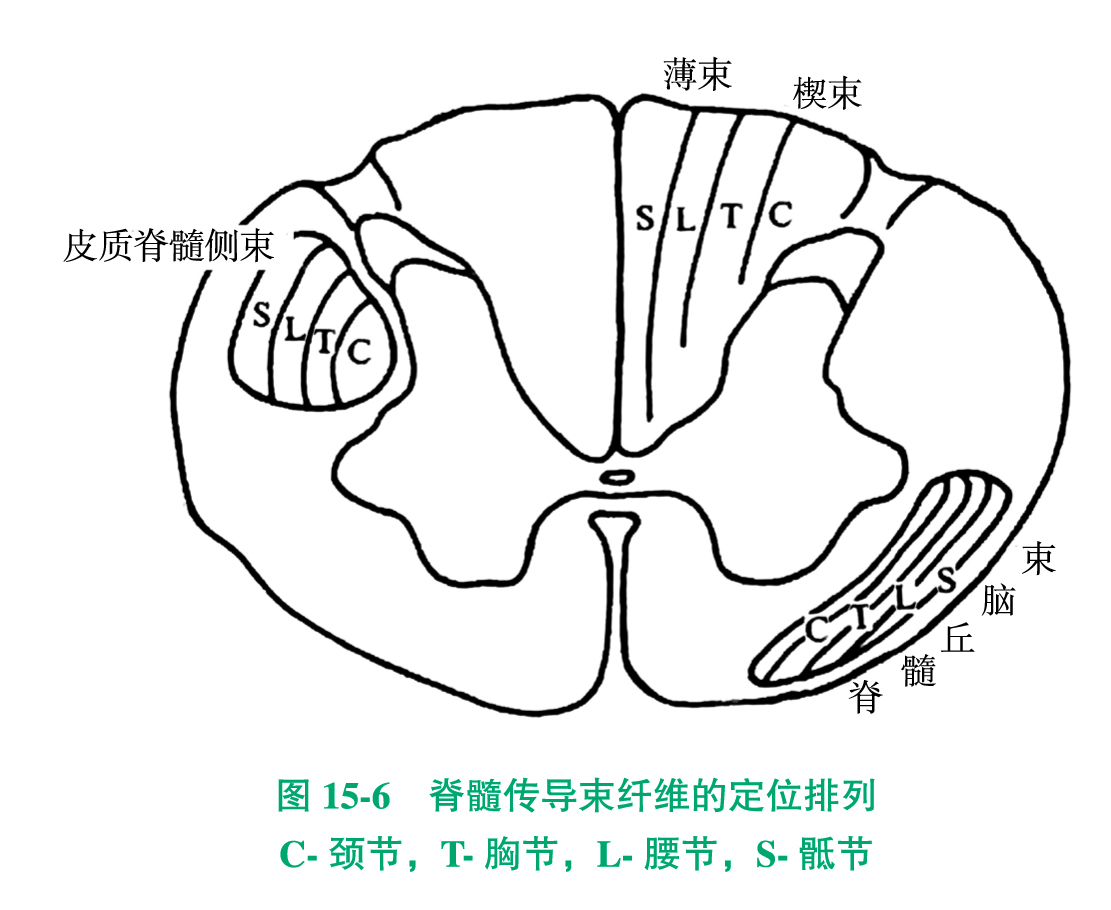 薄束
楔束
S L T C
皮质脊髓侧束
S L T C
C T L S
脊髓丘脑束
图 15-6 脊髓传导束纤维的定位排列
C- 颈节，T- 胸节，L- 腰节，S- 骶节